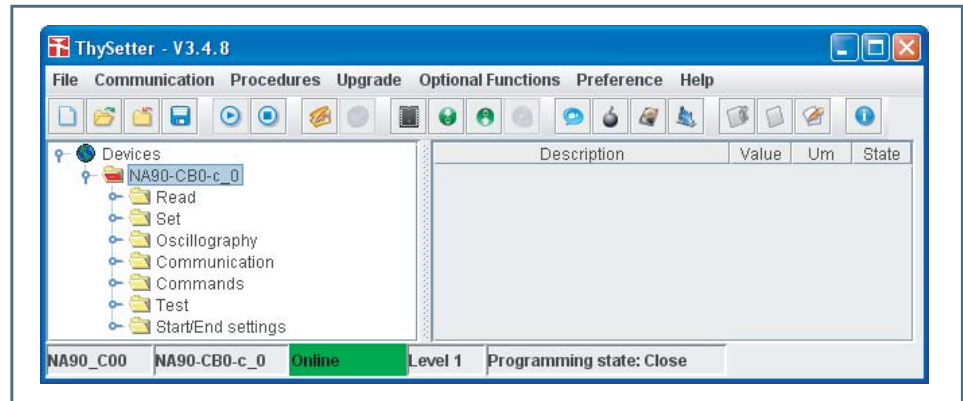 ThySetter - V3.4.8
File Communication Procedures Upgrade Optional Functions Preference Help
Devices
NA90-CB0-c_0
Read
Set
Oscillography
Communication
Commands
Test
Start/End settings
Description Value Um State
NA90_C00 NA90-CB0-c_0 Online Level 1 Programming state: Close